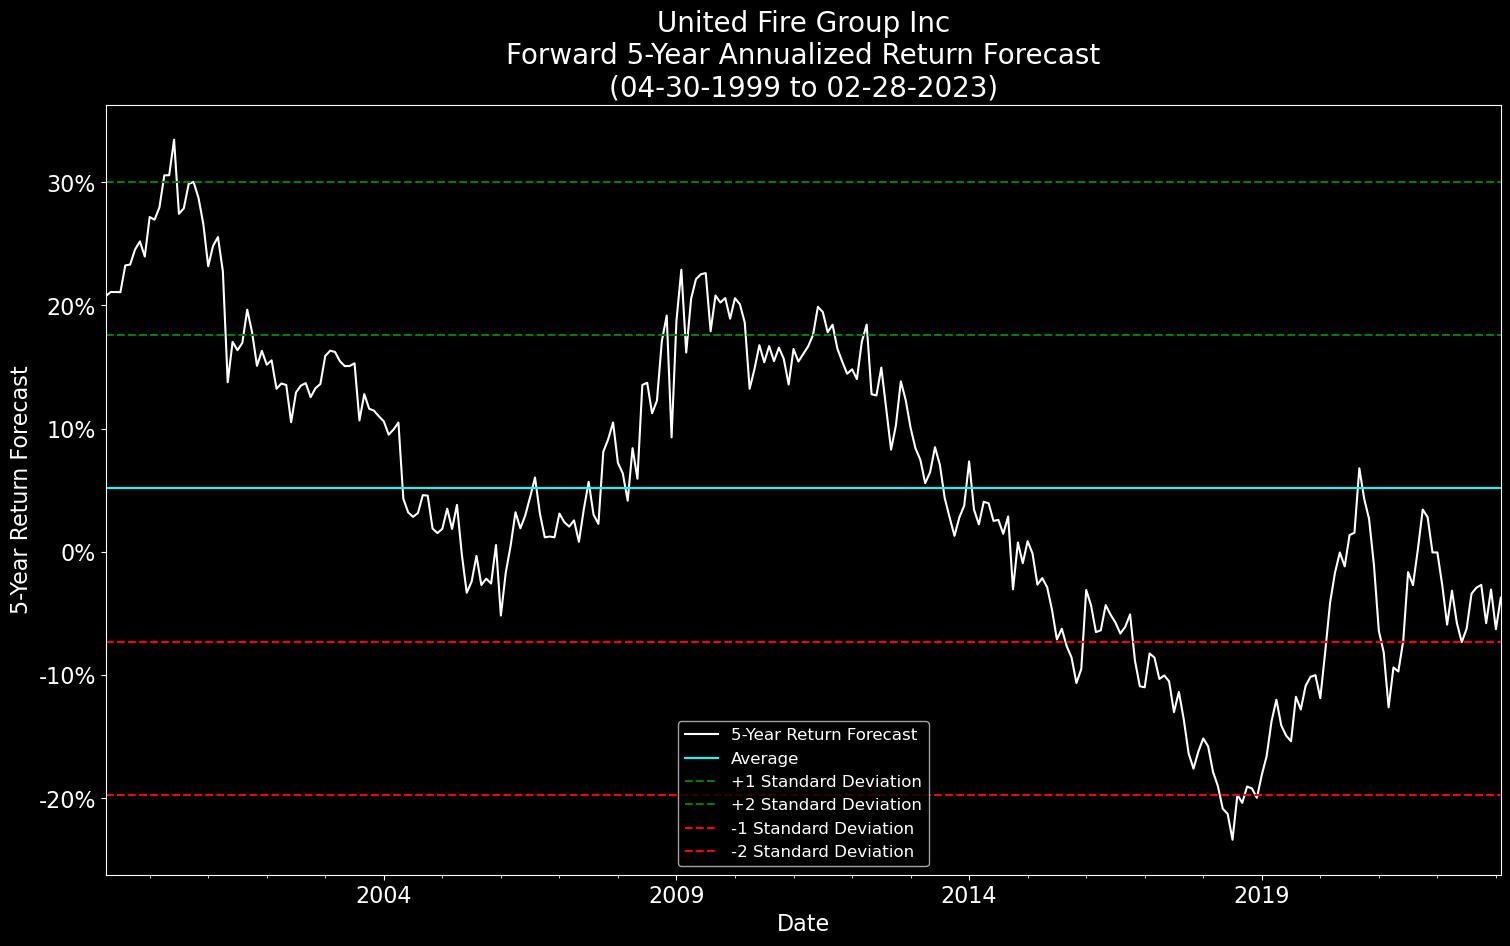 United Fire Group Inc
Forward 5-Year Annualized Return Forecast
(04-30-1999 to 02-28-2023)
5-Year Return Forecast
30%
20%
10%
0%
-10%
-20%
5-Year Return Forecast
Average
+1 Standard Deviation
+2 Standard Deviation
-1 Standard Deviation
-2 Standard Deviation
2004 2009 2014 2019
Date